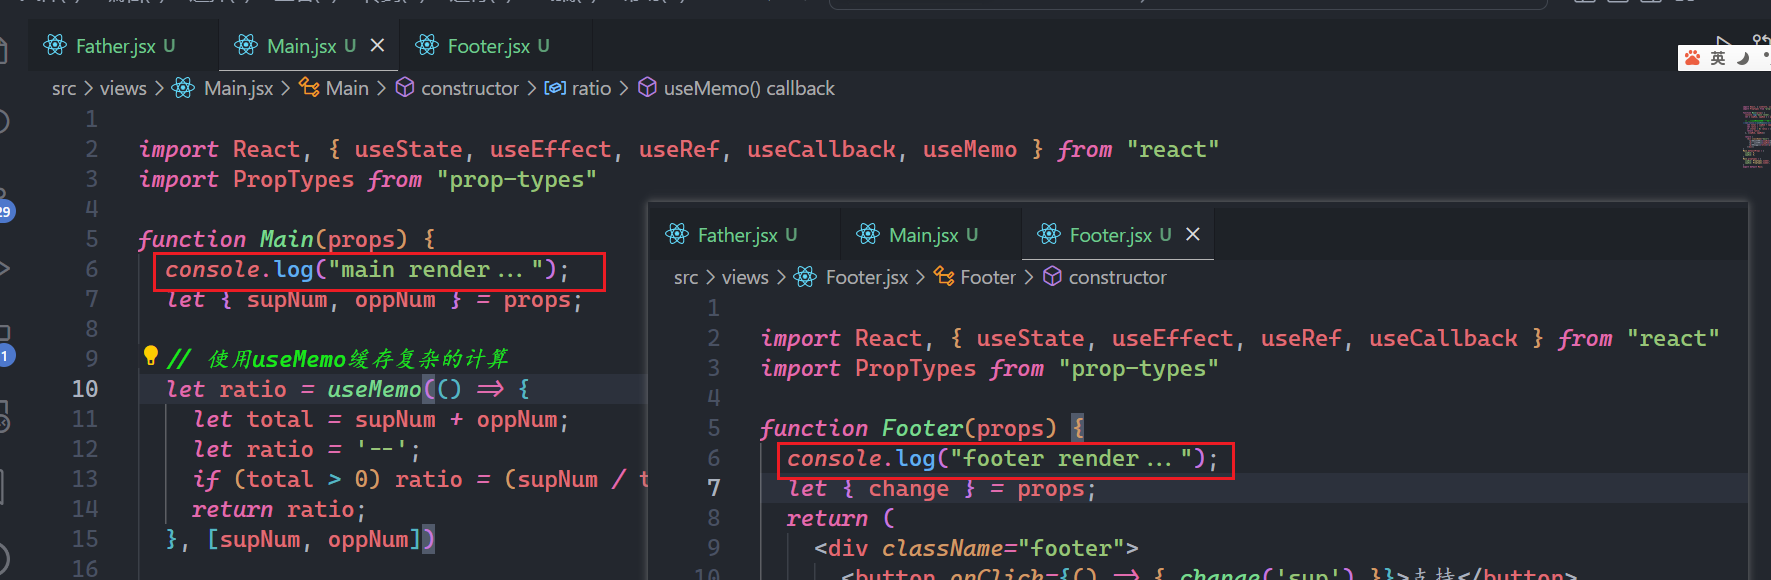 Father.jsx U Main.jsx U Footer.jsx U
英
src > views > Main.jsx > Main > constructor > ratio > useMemo() callback
1
2 import React, { useState, useEffect, useRef, useCallback, useMemo } from "react"
3 import PropTypes from "prop-types"
4
5 function Main(props) {
6 console.log("main render...");
7 let { supNum, oppNum } = props;
8
9 // 使用useMemo缓存复杂的计算
10 let ratio = useMemo(() => {
11 let total = supNum + oppNum;
12 let ratio = '--';
13 if (total > 0) ratio = (supNum / t
14 return ratio;
15 }, [supNum, oppNum])
16
29
1
Father.jsx U Main.jsx U Footer.jsx U
src > views > Footer.jsx > Footer > constructor
1
2 import React, { useState, useEffect, useRef, useCallback } from "react"
3 import PropTypes from "prop-types"
4
5 function Footer(props) {
6 console.log("footer render...");
7 let { change } = props;
8 return (
9 <div className="footer">
10 <button onClick={() => { change('sup') }}>支持</button>